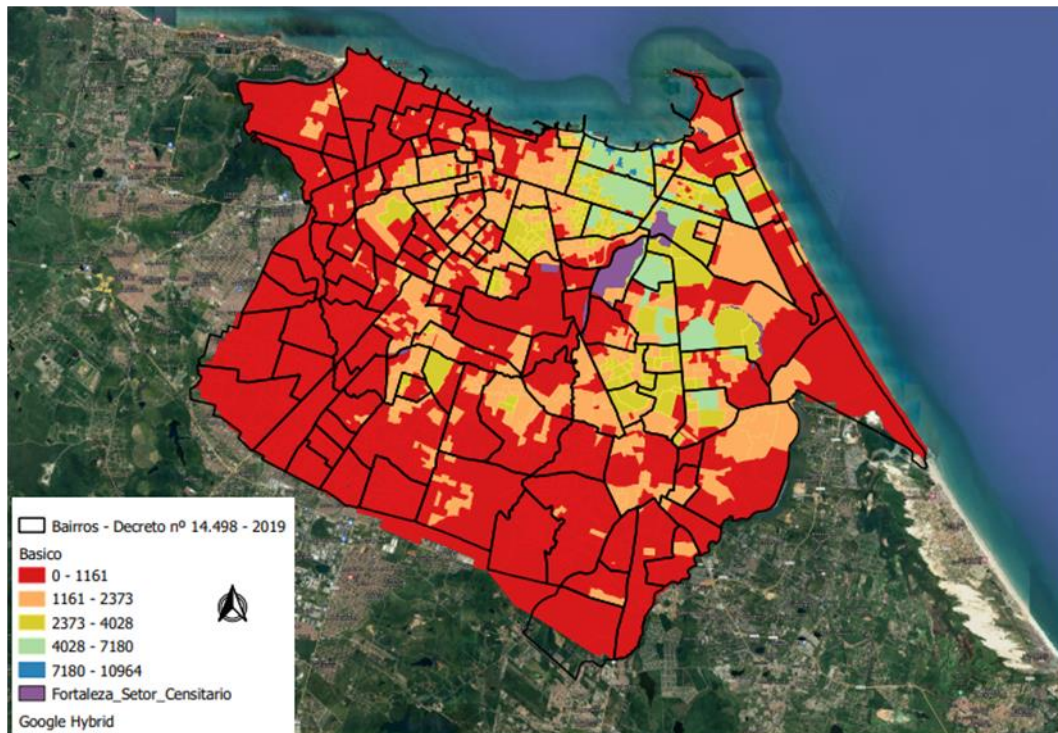 Bairros - Decreto nº 14.498 - 2019
Basico
0 - 1161
1161 - 2373
2373 - 4028
4028 - 7180
7180 - 10964
Fortaleza_Setor_Censitario
Google Hybrid